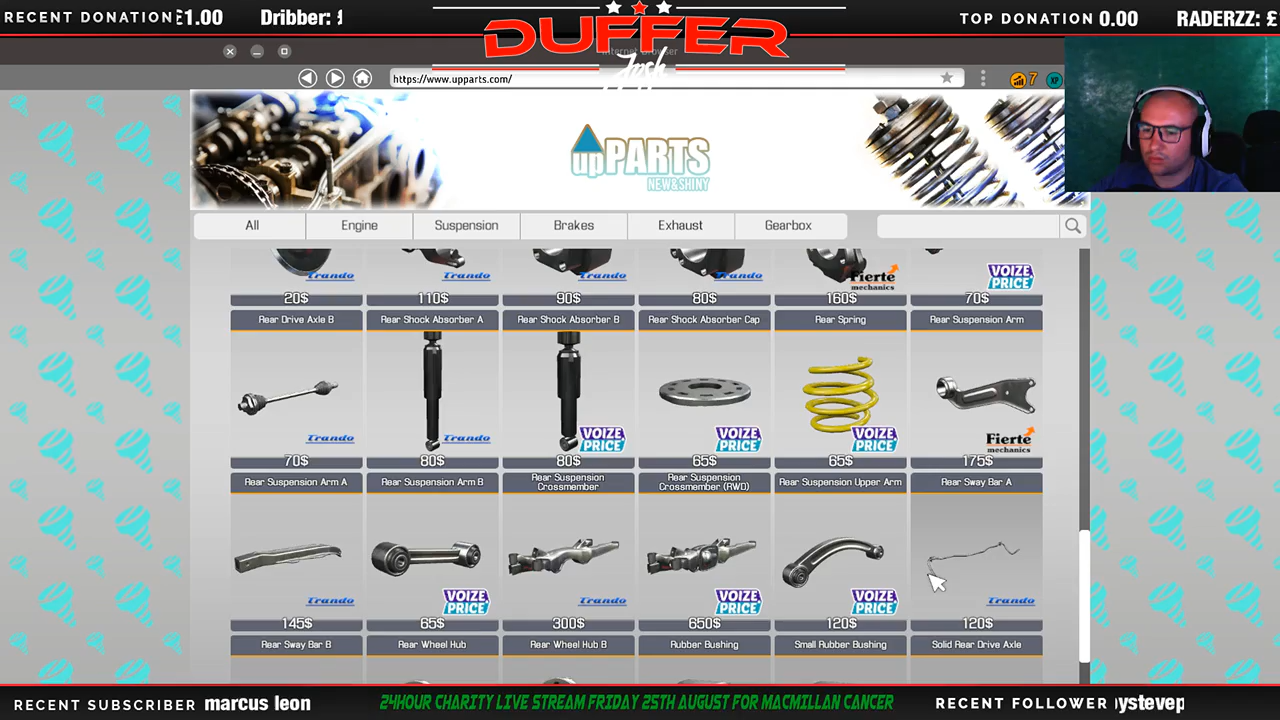 RECENT DONATION £1.00 Dribber: £
DUFFER
Josh
TOP DONATION 0.00 RADERZZ: £
Internet Browser
https://www.upparts.com/
7
XP
upPARTS
NEW&SHINY
All Engine Suspension Brakes Exhaust Gearbox
Trando Trando Trando Trando Fierte mechanics VOIZE PRICE
20$ 110$ 90$ 80$ 160$ 70$
Rear Drive Axle B Rear Shock Absorber A Rear Shock Absorber B Rear Shock Absorber Cap Rear Spring Rear Suspension Arm
Trando Trando VOIZE PRICE VOIZE PRICE VOIZE PRICE Fierte mechanics
70$ 80$ 80$ 65$ 65$ 175$
Rear Suspension Arm A Rear Suspension Arm B Rear Suspension Crossmember Rear Suspension Crossmember (RWD) Rear Suspension Upper Arm Rear Sway Bar A
Trando VOIZE PRICE Trando VOIZE PRICE VOIZE PRICE Trando
145$ 65$ 300$ 650$ 120$ 120$
Rear Sway Bar B Rear Wheel Hub Rear Wheel Hub B Rubber Bushing Small Rubber Bushing Solid Rear Drive Axle
RECENT SUBSCRIBER marcus leon
24HOUR CHARITY LIVE STREAM FRIDAY 25TH AUGUST FOR MACMILLAN CANCER
RECENT FOLLOWER ystevep